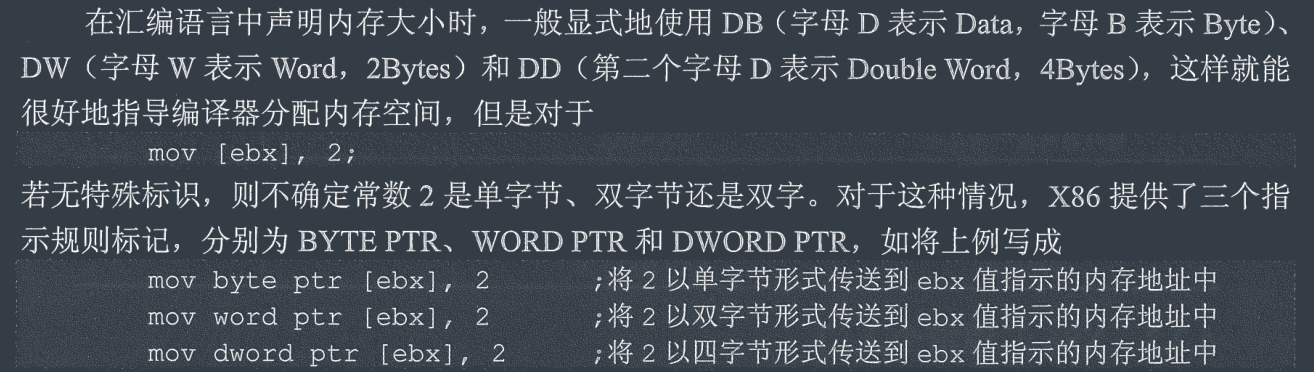 在汇编语言中声明内存大小时，一般显式地使用 DB（字母 D 表示 Data，字母 B 表示 Byte）、
DW（字母 W 表示 Word，2Bytes）和 DD（第二个字母 D 表示 Double Word，4Bytes），这样就能
很好地指导编译器分配内存空间，但是对于
mov [ebx], 2;
若无特殊标识，则不确定常数 2 是单字节、双字节还是双字。对于这种情况，X86 提供了三个指
示规则标记，分别为 BYTE PTR、WORD PTR 和 DWORD PTR，如将上例写成
mov byte ptr [ebx], 2 ;将 2 以单字节形式传送到 ebx 值指示的内存地址中
mov word ptr [ebx], 2 ;将 2 以双字节形式传送到 ebx 值指示的内存地址中
mov dword ptr [ebx], 2 ;将 2 以四字节形式传送到 ebx 值指示的内存地址中